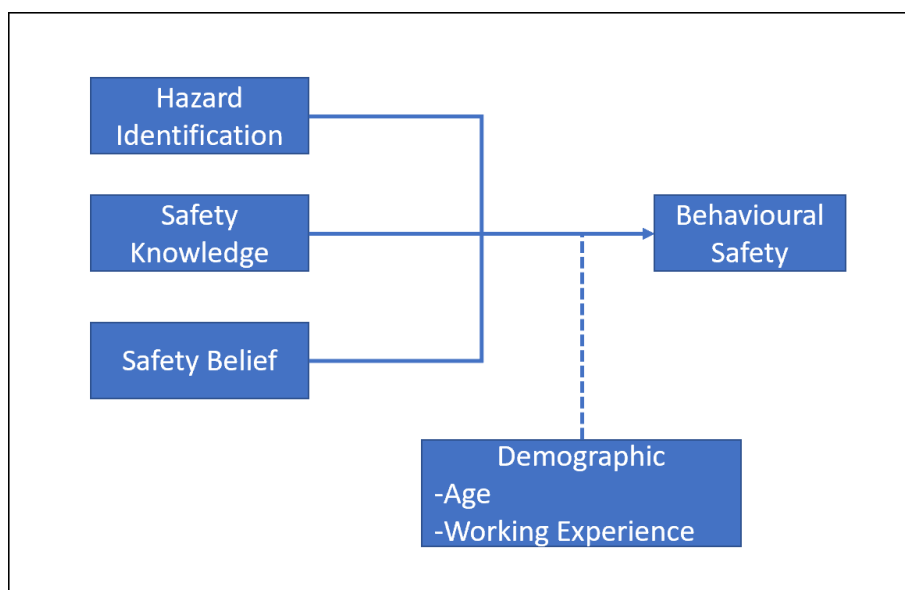 Hazard
Identification
Safety
Knowledge
Behavioural
Safety
Safety Belief
Demographic
-Age
-Working Experience